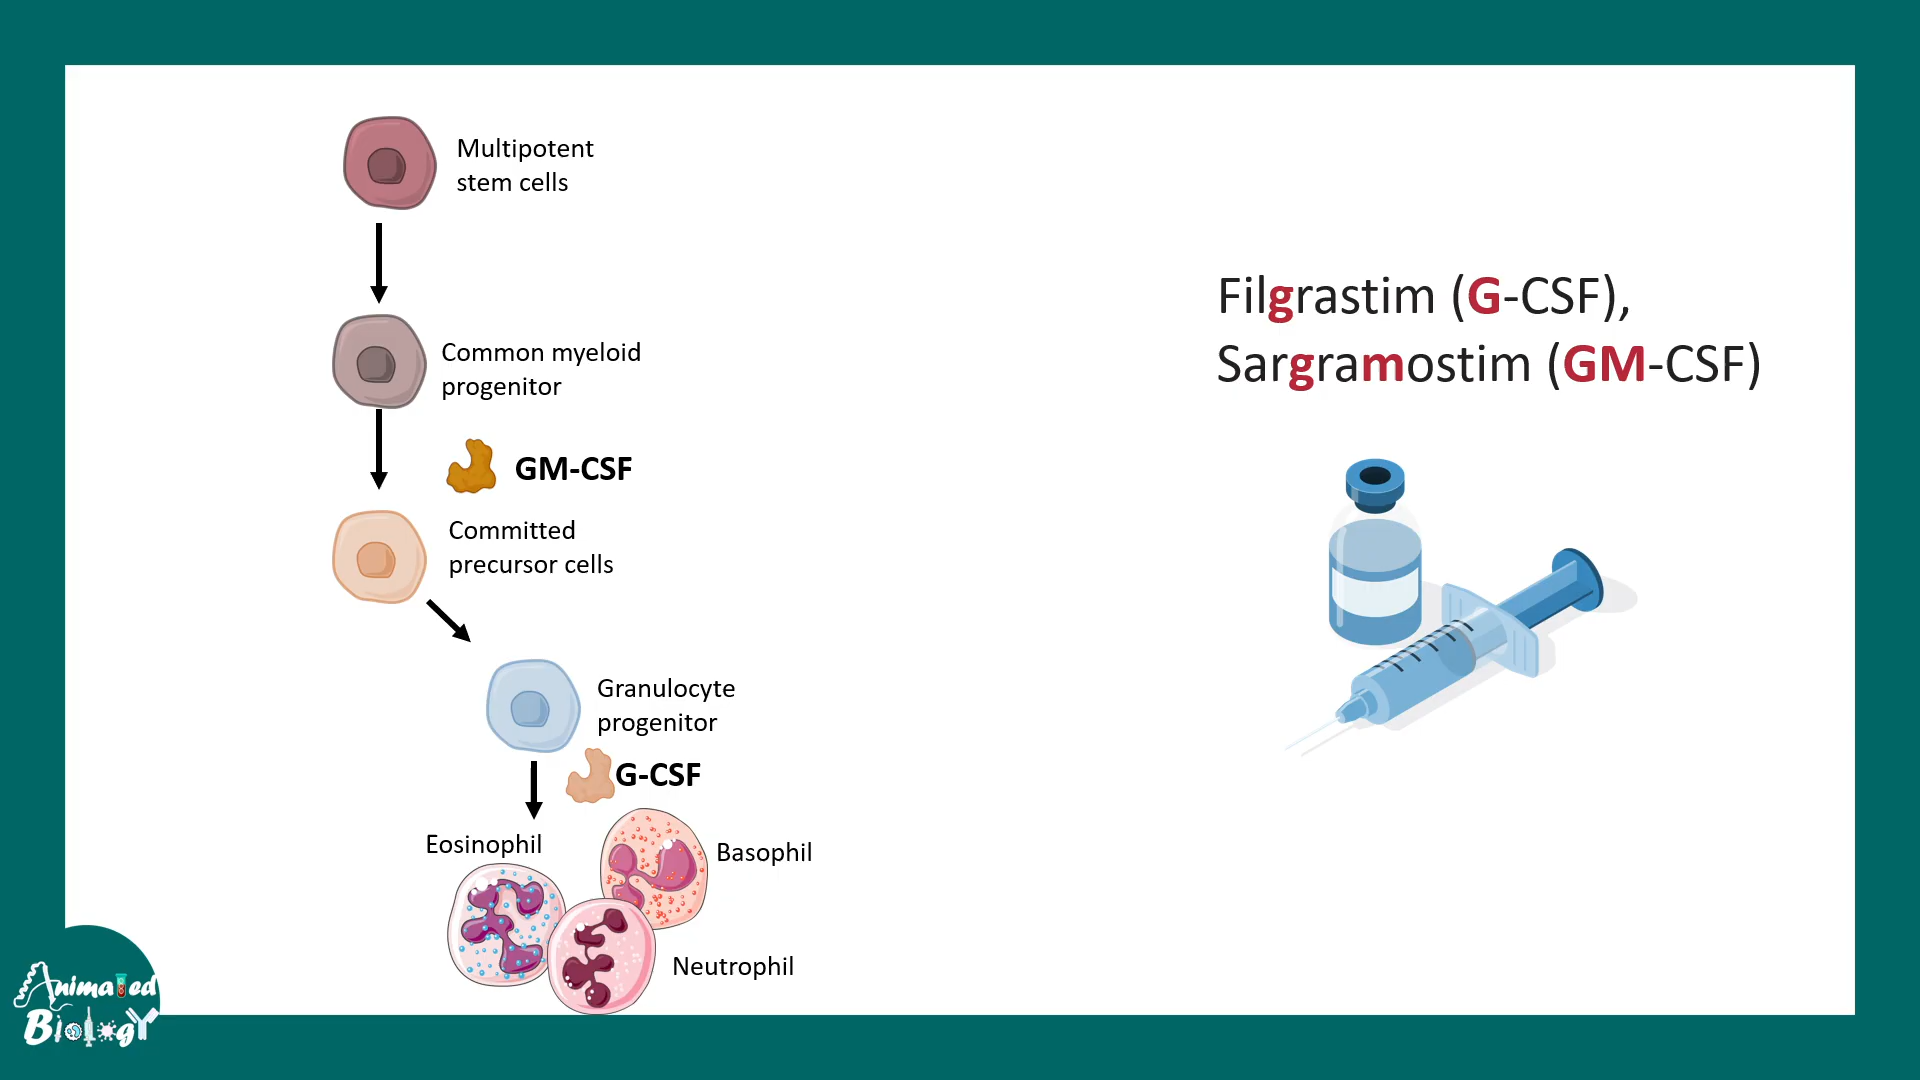 Multipotent
stem cells
Common myeloid
progenitor
GM-CSF
Committed
precursor cells
Granulocyte
progenitor
G-CSF
Eosinophil
Basophil
Neutrophil
Filgrastim (G-CSF),
Sargramostim (GM-CSF)
Animated
Biology